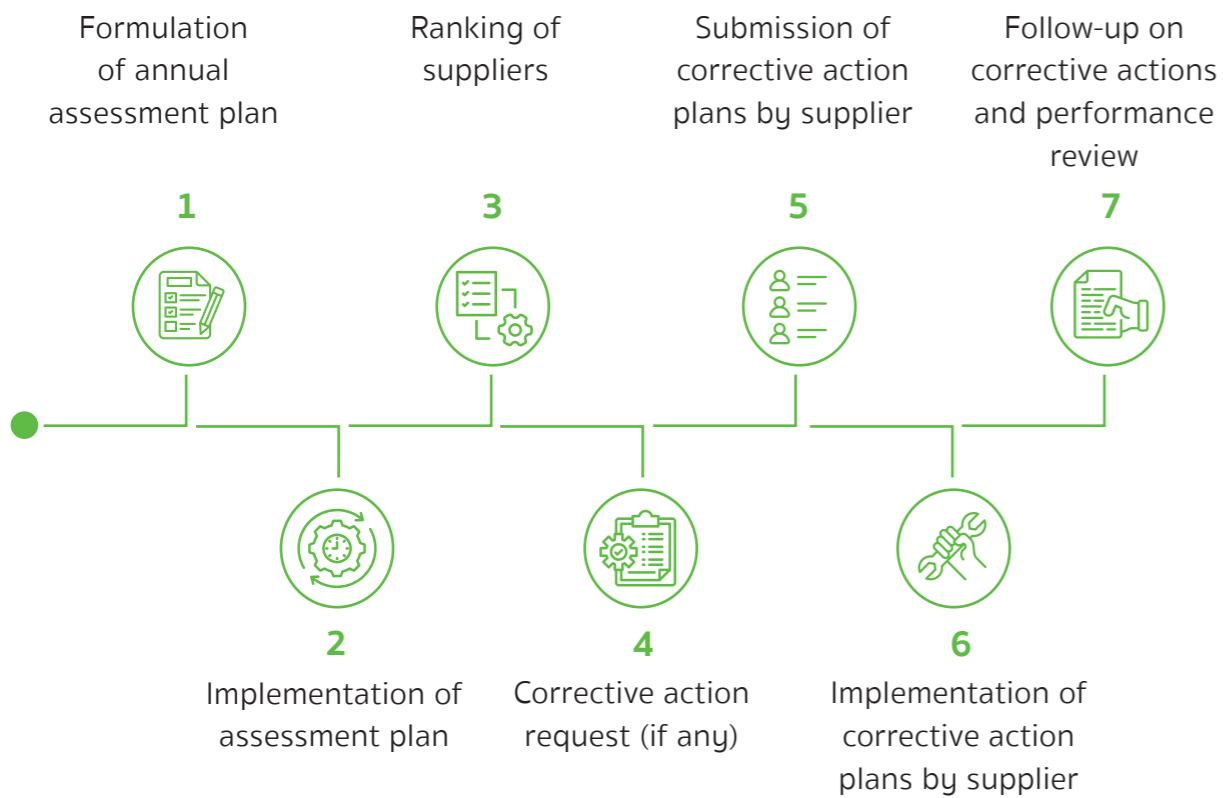 Formulation
of annual
assessment plan
1
2
Implementation of
assessment plan
Ranking of
suppliers
3
4
Corrective action
request (if any)
Submission of
corrective action
plans by supplier
5
6
Implementation of
corrective action
plans by supplier
Follow-up on
corrective actions
and performance
review
7